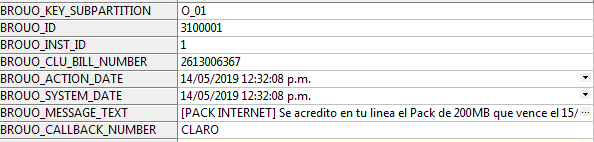 BROUO_KEY_SUBPARTITION O_01
BROUO_ID 3100001
BROUO_INST_ID 1
BROUO_CLU_BILL_NUMBER 2613006367
BROUO_ACTION_DATE 14/05/2019 12:32:08 p.m.
BROUO_SYSTEM_DATE 14/05/2019 12:32:08 p.m.
BROUO_MESSAGE_TEXT [PACK INTERNET] Se acredito en tu linea el Pack de 200MB que vence el 15/ ...
BROUO_CALLBACK_NUMBER CLARO